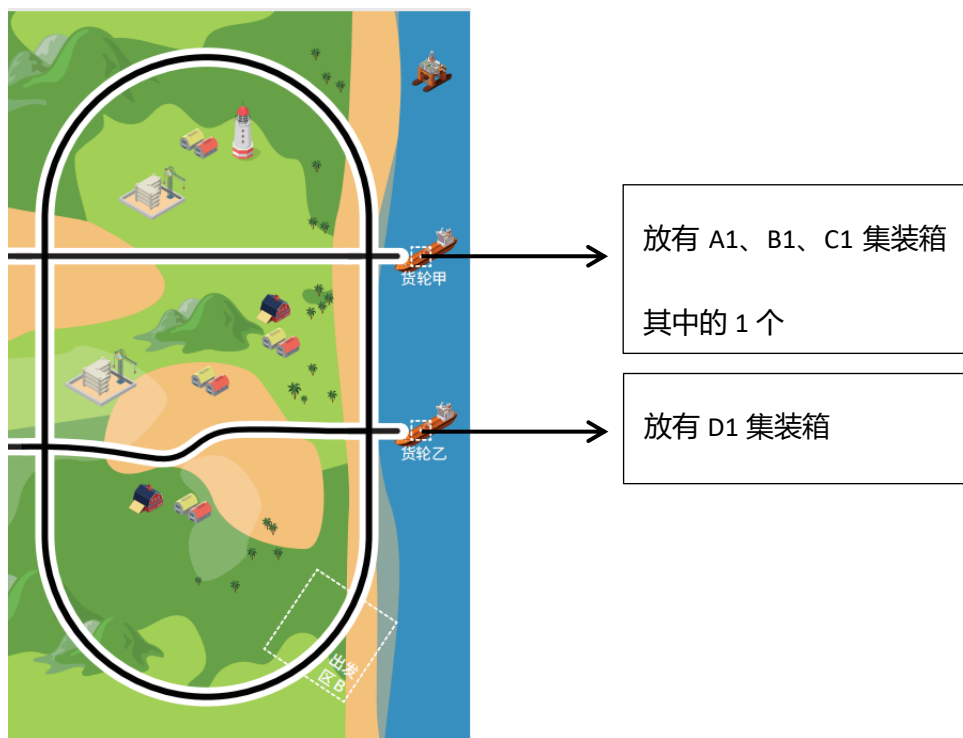 放有 A1、B1、C1 集装箱
其中的 1 个
货轮甲
放有 D1 集装箱
货轮乙
出发
区 B